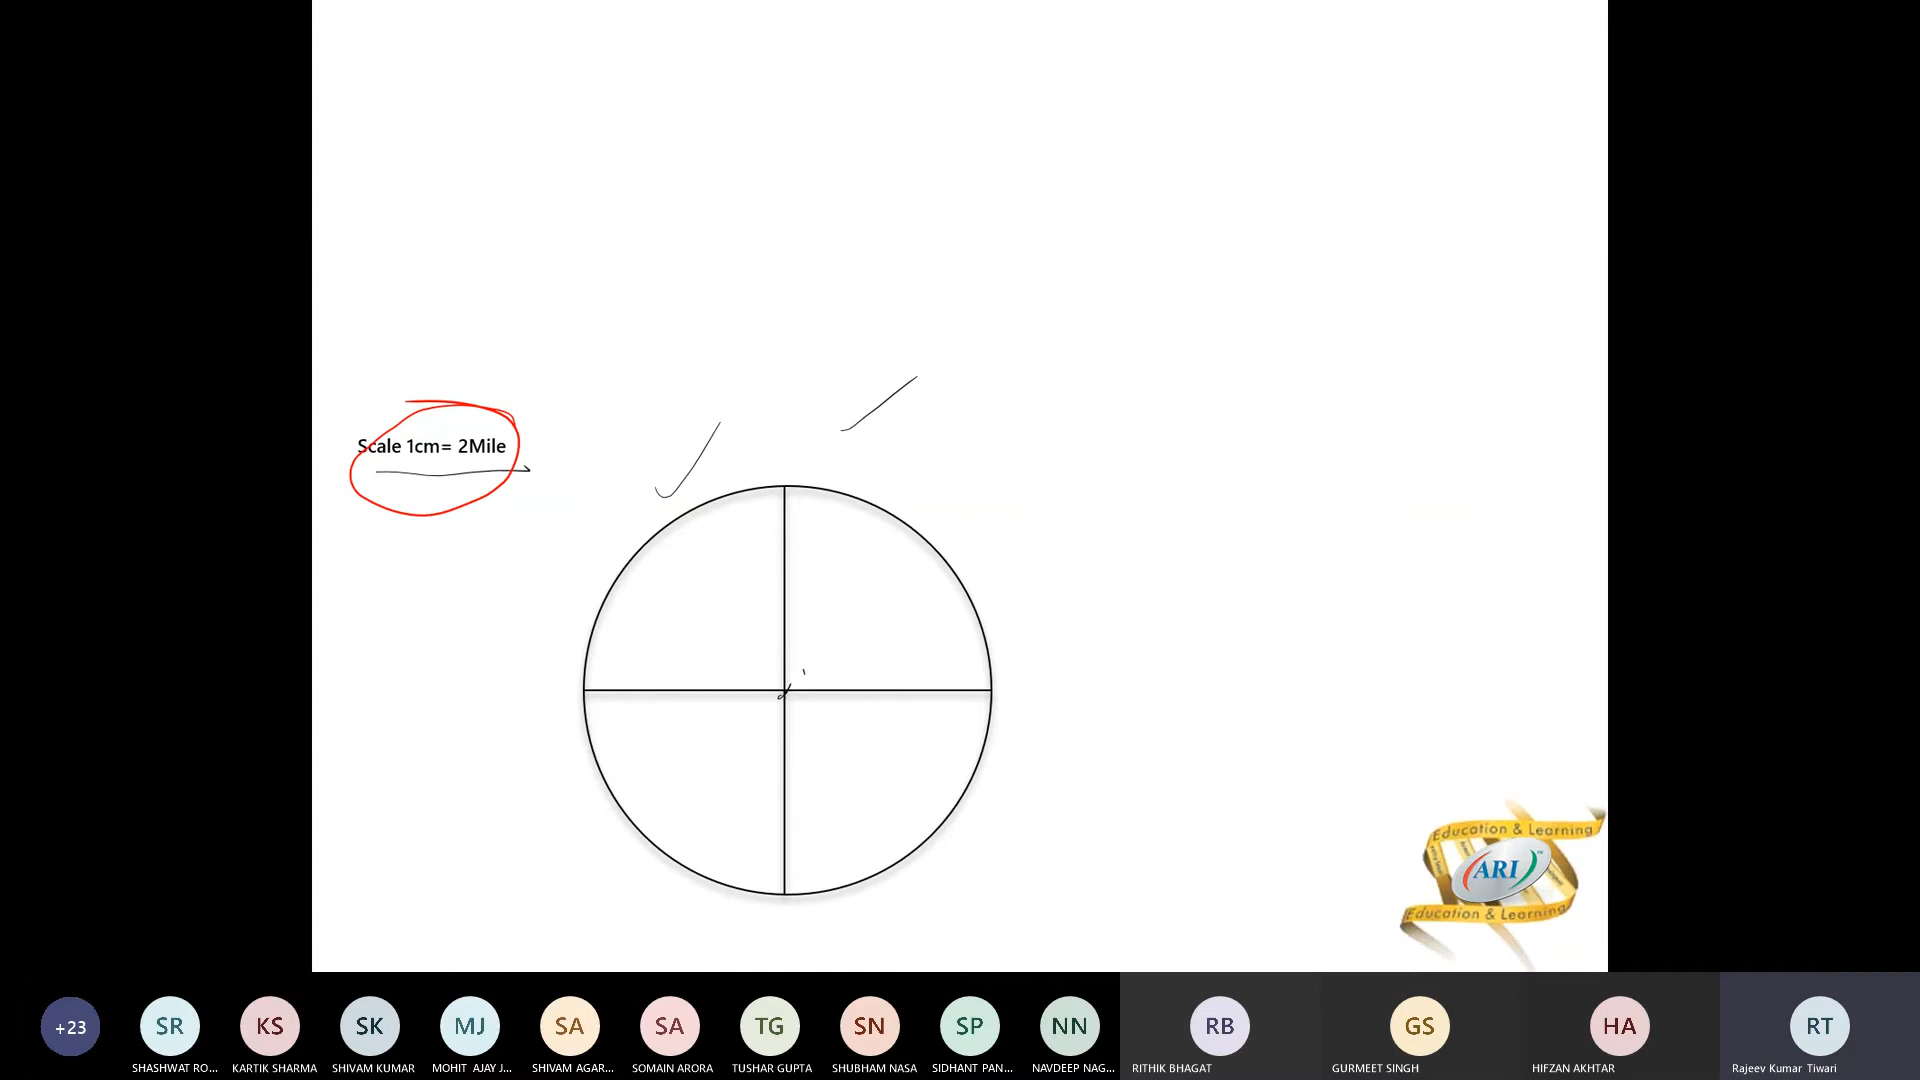 Scale 1cm= 2Mile
Education & Learning
ARI
Education & Learning
+23
SR
KS
SK
MJ
SA
SA
TG
SN
SP
NN
RB
GS
HA
RT
SHASHWAT RO...
KARTIK SHARMA
SHIVAM KUMAR
MOHIT AJAY J...
SHIVAM AGAR...
SOMAIN ARORA
TUSHAR GUPTA
SHUBHAM NASA
SIDHANT PAN...
NAVDEEP NAG...
RITHIK BHAGAT
GURMEET SINGH
HIFZAN AKHTAR
Rajeev Kumar Tiwari